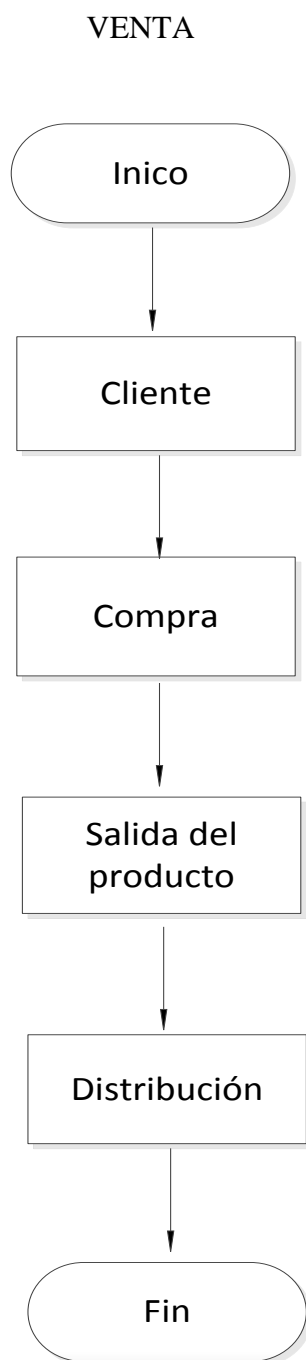 VENTA
Inico
Cliente
Compra
Salida del
producto
Distribución
Fin